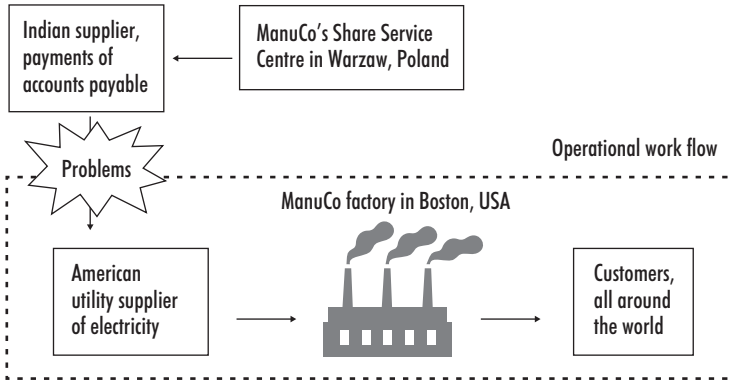 Indian supplier,
payments of
accounts payable
ManuCo's Share Service
Centre in Warzaw, Poland
Problems
Operational work flow
ManuCo factory in Boston, USA
American
utility supplier
of electricity
Customers,
all around
the world